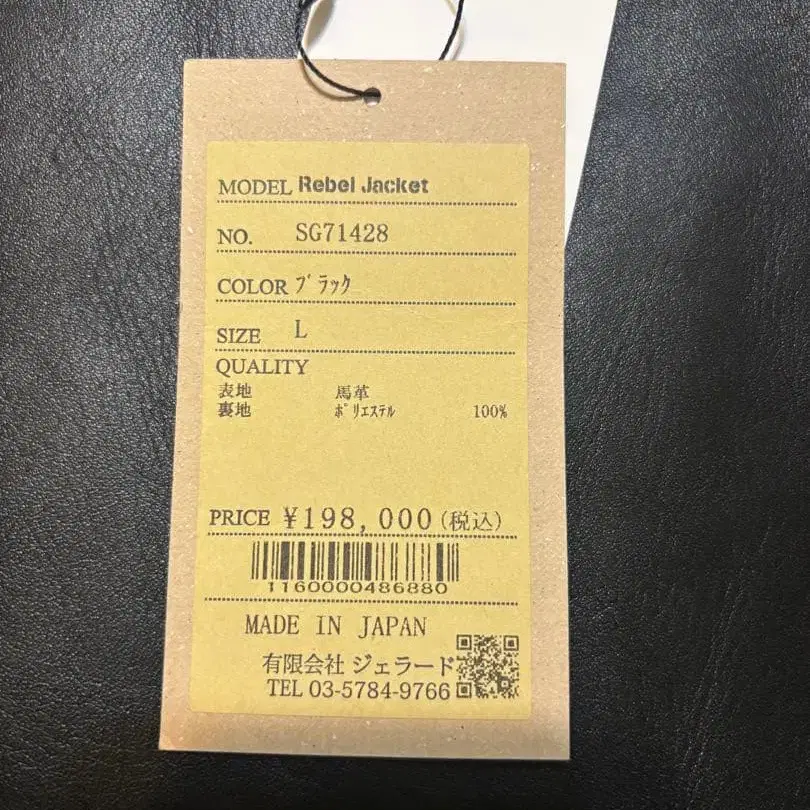 MODEL Rebel Jacket
NO. SG71428
COLOR ﾌﾞﾗｯｸ
SIZE L
QUALITY
表地 馬革
裏地 ﾎﾟﾘｴｽﾃﾙ 100%
PRICE ¥198,000(税込)
1160000486880
MADE IN JAPAN
有限会社 ジェラード
TEL 03-5784-9766